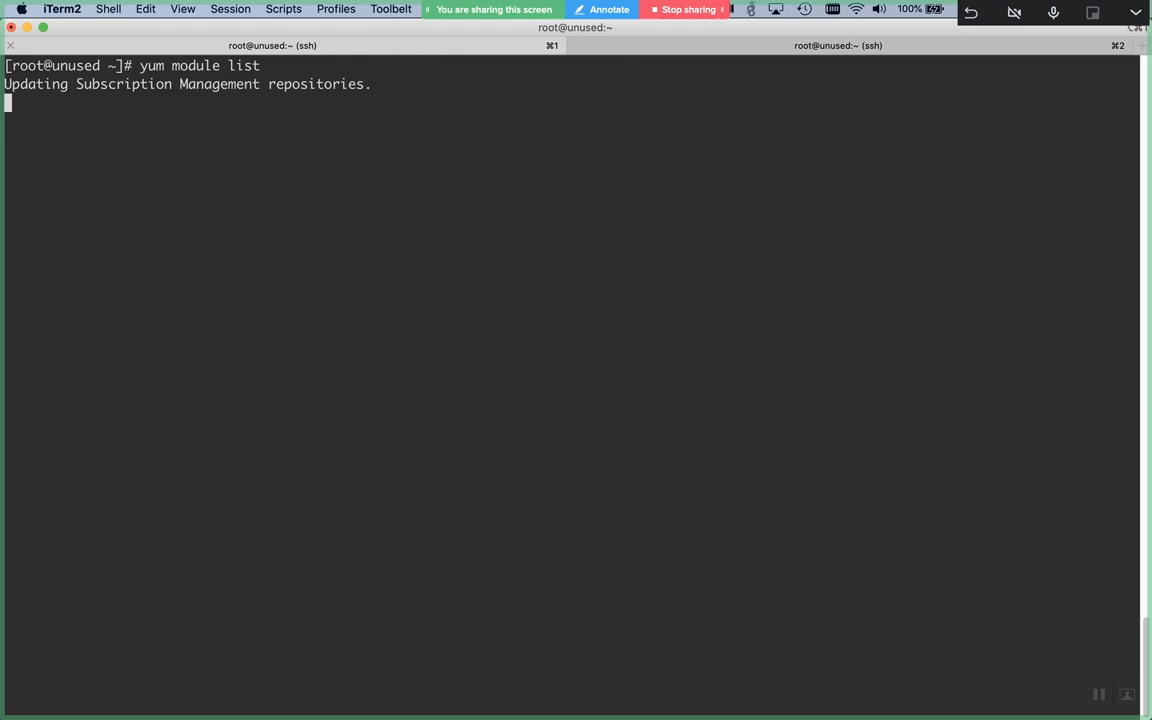 iTerm2 Shell Edit View Session Scripts Profiles Toolbelt You are sharing this screen Annotate Stop sharing 100%
root@unused:~
root@unused:~ (ssh) ⌘1 root@unused:~ (ssh) ⌘2
[root@unused ~]# yum module list
Updating Subscription Management repositories.